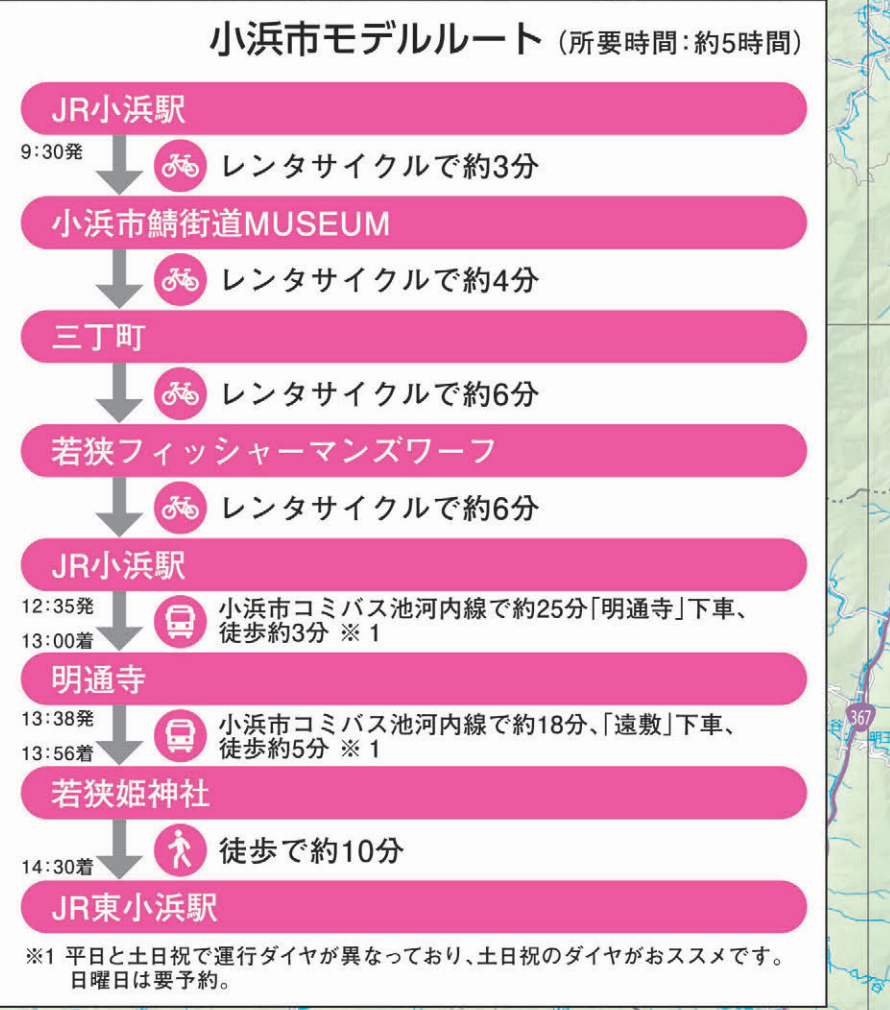 小浜市モデルルート(所要時間:約5時間)
JR小浜駅
9:30発
レンタサイクルで約3分
小浜市鯖街道MUSEUM
レンタサイクルで約4分
三丁町
レンタサイクルで約6分
若狭フィッシャーマンズワーフ
レンタサイクルで約6分
JR小浜駅
12:35発
13:00着
小浜市コミバス池河内線で約25分「明通寺」下車、
徒歩約3分 ※1
明通寺
13:38発
13:56着
小浜市コミバス池河内線で約18分、「遠敷」下車、
徒歩約5分 ※1
若狭姫神社
14:30着
徒歩で約10分
JR東小浜駅
※1 平日と土日祝で運行ダイヤが異なっており、土日祝のダイヤがおススメです。
日曜日は要予約。
367